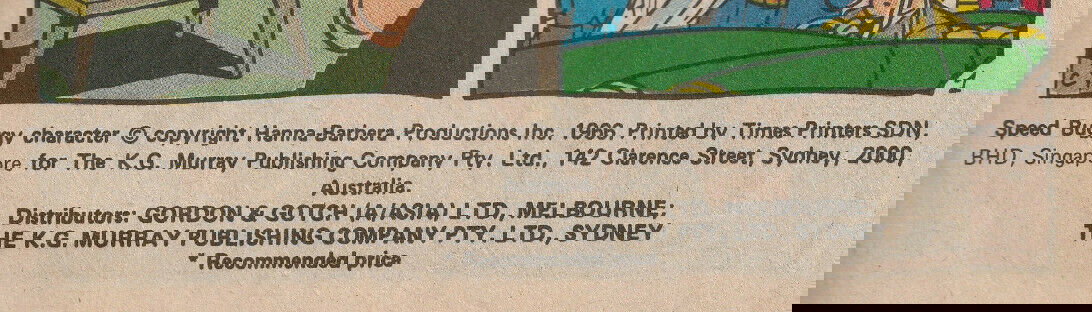 Speed Buggy character © copyright Hanna-Barbera Productions Inc. 1966. Printed by Times Printers SDN.
BHD, Singapore for The K.G. Murray Publishing Company Pty. Ltd., 142 Clarence Street, Sydney, 2000,
Australia.
Distributors: GORDON & GOTCH (A/ASIA) LTD., MELBOURNE;
THE K.G. MURRAY PUBLISHING COMPANY PTY. LTD., SYDNEY
* Recommended price